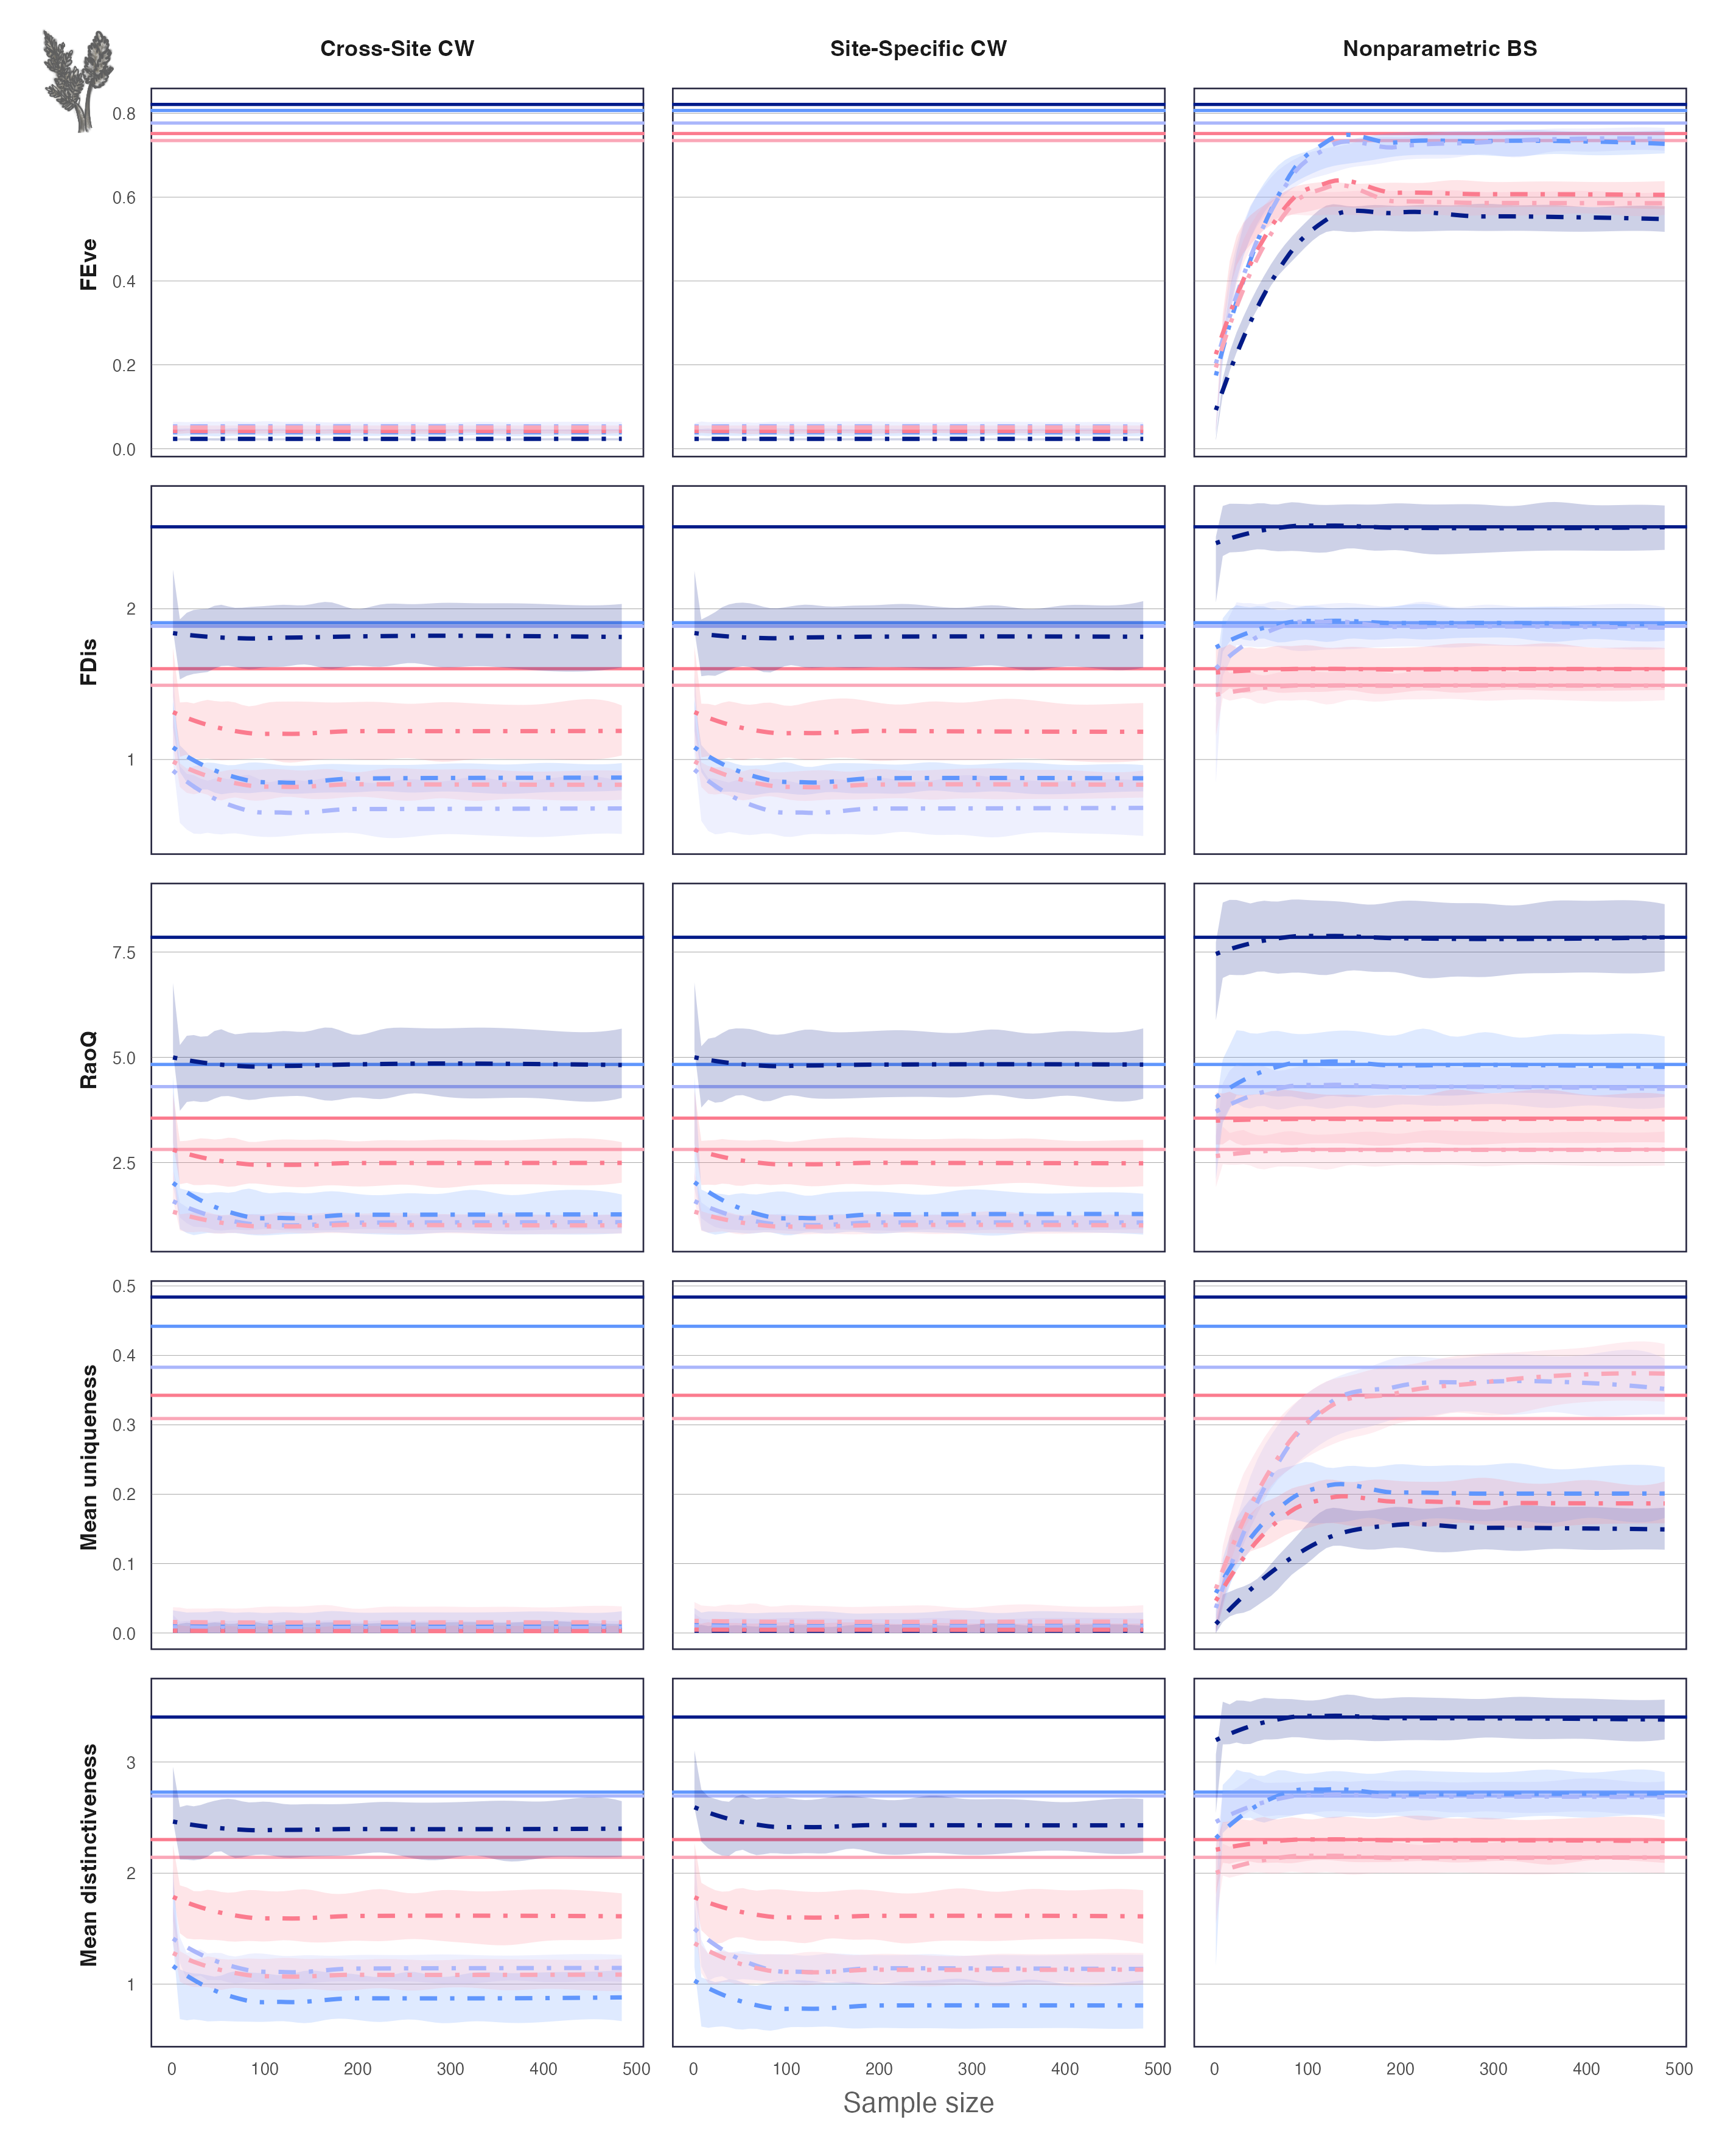 Cross-Site CW Site-Specific CW Nonparametric BS
FEve
0.8
0.6
0.4
0.2
0.0
FDis
2
1
RaoQ
7.5
5.0
2.5
Mean uniqueness
0.5
0.4
0.3
0.2
0.1
0.0
Mean distinctiveness
3
2
1
0 100 200 300 400 500 0 100 200 300 400 500 0 100 200 300 400 500
Sample size